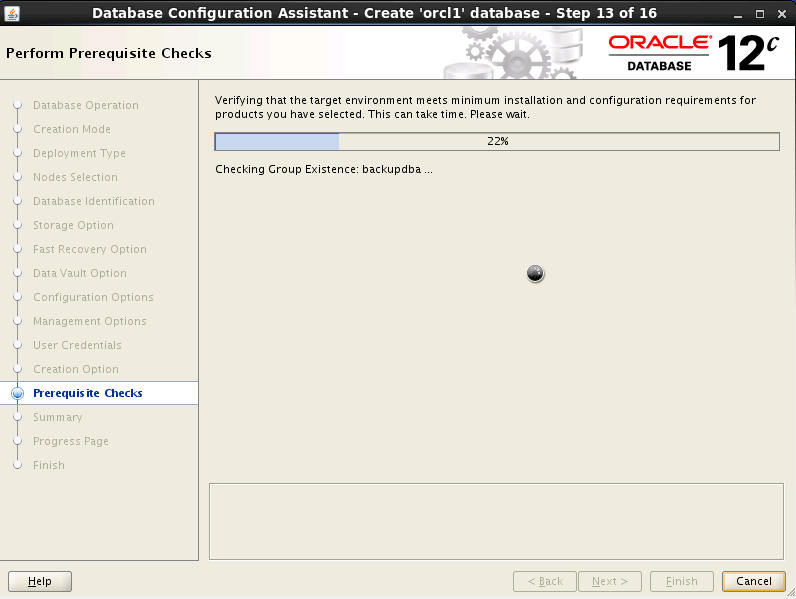 Database Configuration Assistant - Create 'orcl1' database - Step 13 of 16
Perform Prerequisite Checks
ORACLE®
DATABASE
12c
Database Operation
Creation Mode
Deployment Type
Nodes Selection
Database Identification
Storage Option
Fast Recovery Option
Data Vault Option
Configuration Options
Management Options
User Credentials
Creation Option
Prerequisite Checks
Summary
Progress Page
Finish
Verifying that the target environment meets minimum installation and configuration requirements for
products you have selected. This can take time. Please wait.
22%
Checking Group Existence: backupdba ...
Help
< Back
Next >
Finish
Cancel